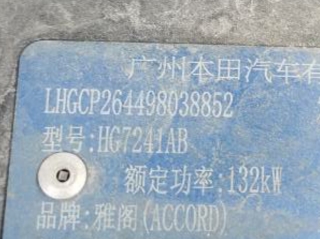 广州本田汽车有
LHGCP264498038852
型号:HG7241AB
额定功率:132kW
品牌:雅阁(ACCORD)